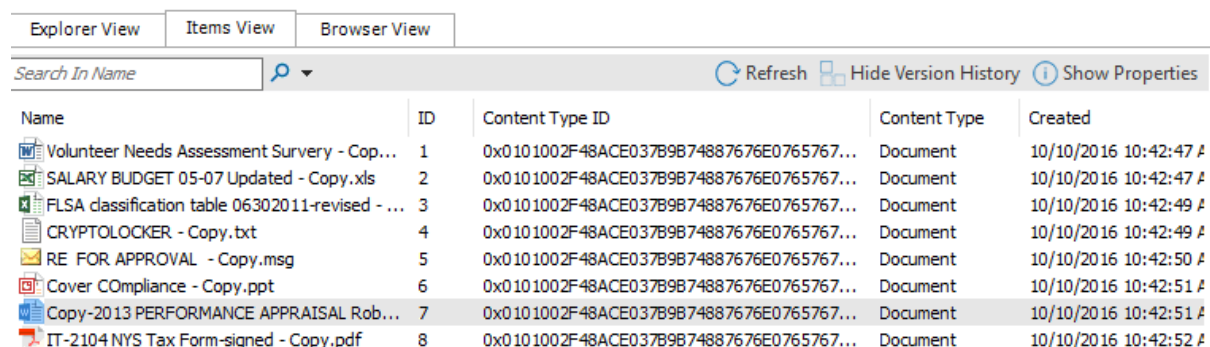 Explorer View Items View Browser View
Search In Name Refresh Hide Version History Show Properties
Name ID Content Type ID Content Type Created
Volunteer Needs Assessment Survery - Cop... 1 0x0101002F48ACE037B9B74887676E0765767... Document 10/10/2016 10:42:47 A
SALARY BUDGET 05-07 Updated - Copy.xls 2 0x0101002F48ACE037B9B74887676E0765767... Document 10/10/2016 10:42:47 A
FLSA classification table 06302011-revised - ... 3 0x0101002F48ACE037B9B74887676E0765767... Document 10/10/2016 10:42:49 A
CRYPTOLOCKER - Copy.txt 4 0x0101002F48ACE037B9B74887676E0765767... Document 10/10/2016 10:42:49 A
RE FOR APPROVAL - Copy.msg 5 0x0101002F48ACE037B9B74887676E0765767... Document 10/10/2016 10:42:50 A
Cover COmpliance - Copy.ppt 6 0x0101002F48ACE037B9B74887676E0765767... Document 10/10/2016 10:42:51 A
Copy-2013 PERFORMANCE APPRAISAL Rob... 7 0x0101002F48ACE037B9B74887676E0765767... Document 10/10/2016 10:42:51 A
IT-2104 NYS Tax Form-signed - Copy.pdf 8 0x0101002F48ACE037B9B74887676E0765767... Document 10/10/2016 10:42:52 A